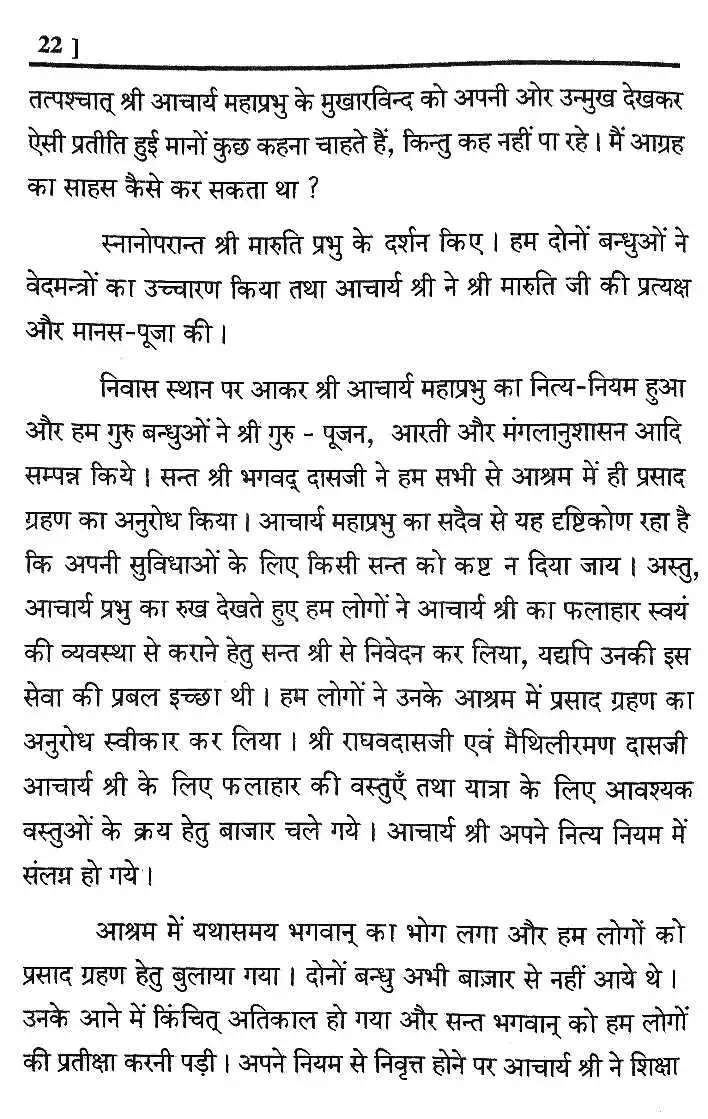 22 ]
तत्पश्चात् श्री आचार्य महाप्रभु के मुखारविन्द को अपनी ओर उन्मुख देखकर
ऐसी प्रतीति हुई मानों कुछ कहना चाहते हैं, किन्तु कह नहीं पा रहे। मैं आग्रह
का साहस कैसे कर सकता था ?
स्नानोपरान्त श्री मारुति प्रभु के दर्शन किए। हम दोनों बन्धुओं ने
वेदमन्त्रों का उच्चारण किया तथा आचार्य श्री ने श्री मारुति जी की प्रत्यक्ष
और मानस-पूजा की।
निवास स्थान पर आकर श्री आचार्य महाप्रभु का नित्य-नियम हुआ
और हम गुरु बन्धुओं ने श्री गुरु - पूजन, आरती और मंगलानुशासन आदि
सम्पन्न किये। सन्त श्री भगवद् दासजी ने हम सभी से आश्रम में ही प्रसाद
ग्रहण का अनुरोध किया। आचार्य महाप्रभु का सदैव से यह दृष्टिकोण रहा है
कि अपनी सुविधाओं के लिए किसी सन्त को कष्ट न दिया जाय। अस्तु,
आचार्य प्रभु का रुख देखते हुए हम लोगों ने आचार्य श्री का फलाहार स्वयं
की व्यवस्था से कराने हेतु सन्त श्री से निवेदन कर लिया, यद्यपि उनकी इस
सेवा की प्रबल इच्छा थी। हम लोगों ने उनके आश्रम में प्रसाद ग्रहण का
अनुरोध स्वीकार कर लिया। श्री राघवदासजी एवं मैथिलीरमण दासजी
आचार्य श्री के लिए फलाहार की वस्तुएँ तथा यात्रा के लिए आवश्यक
वस्तुओं के क्रय हेतु बाजार चले गये। आचार्य श्री अपने नित्य नियम में
संलग्न हो गये।
आश्रम में यथासमय भगवान् का भोग लगा और हम लोगों को
प्रसाद ग्रहण हेतु बुलाया गया। दोनों बन्धु अभी बाज़ार से नहीं आये थे।
उनके आने में किंचित् अतिकाल हो गया और सन्त भगवान् को हम लोगों
की प्रतीक्षा करनी पड़ी। अपने नियम से निवृत्त होने पर आचार्य श्री ने शिक्षा